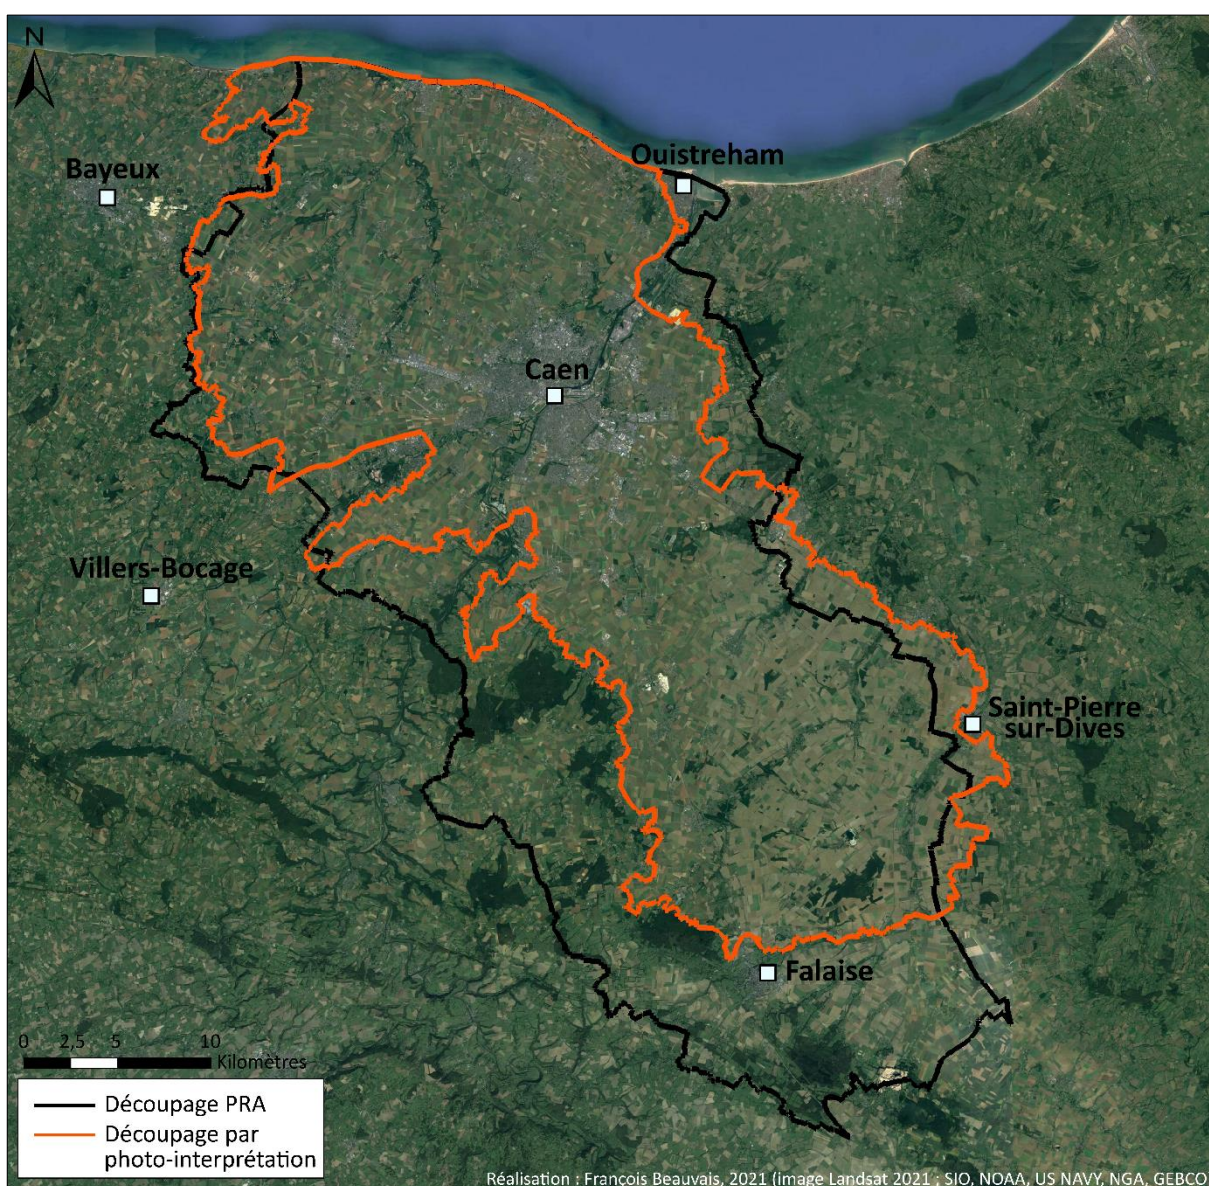 N
Ouistreham
Bayeux
Caen
Villers-Bocage
Saint-Pierre
sur-Dives
Falaise
0 2,5 5 10
Kilomètres
Découpage PRA
Découpage par
photo-interprétation
Réalisation : François Beauvais, 2021 (image Landsat 2021 ; SIO, NOAA, US NAVY, NGA, GEBCO